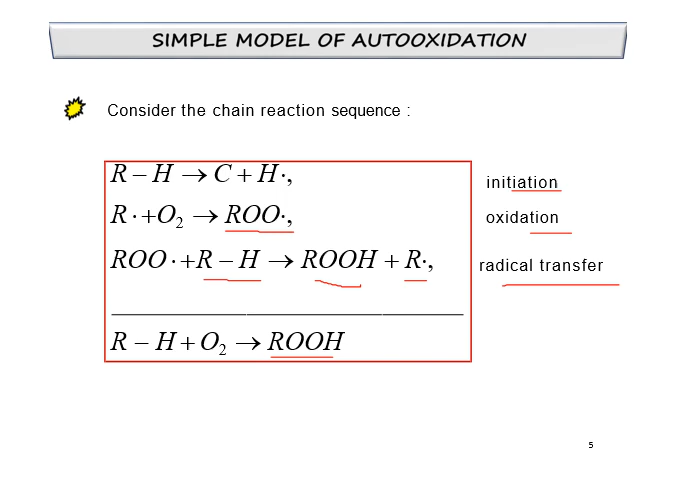 SIMPLE MODEL OF AUTOOXIDATION
Consider the chain reaction sequence :
R − H → C + H·, initiation
R · +O₂ → ROO·, oxidation
ROO · +R − H → ROOH + R·, radical transfer
R − H + O₂ → ROOH
5